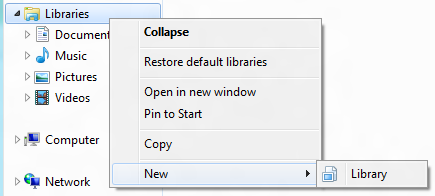 Libraries
Document
Music
Pictures
Videos
Computer
Network
Collapse
Restore default libraries
Open in new window
Pin to Start
Copy
New
Library